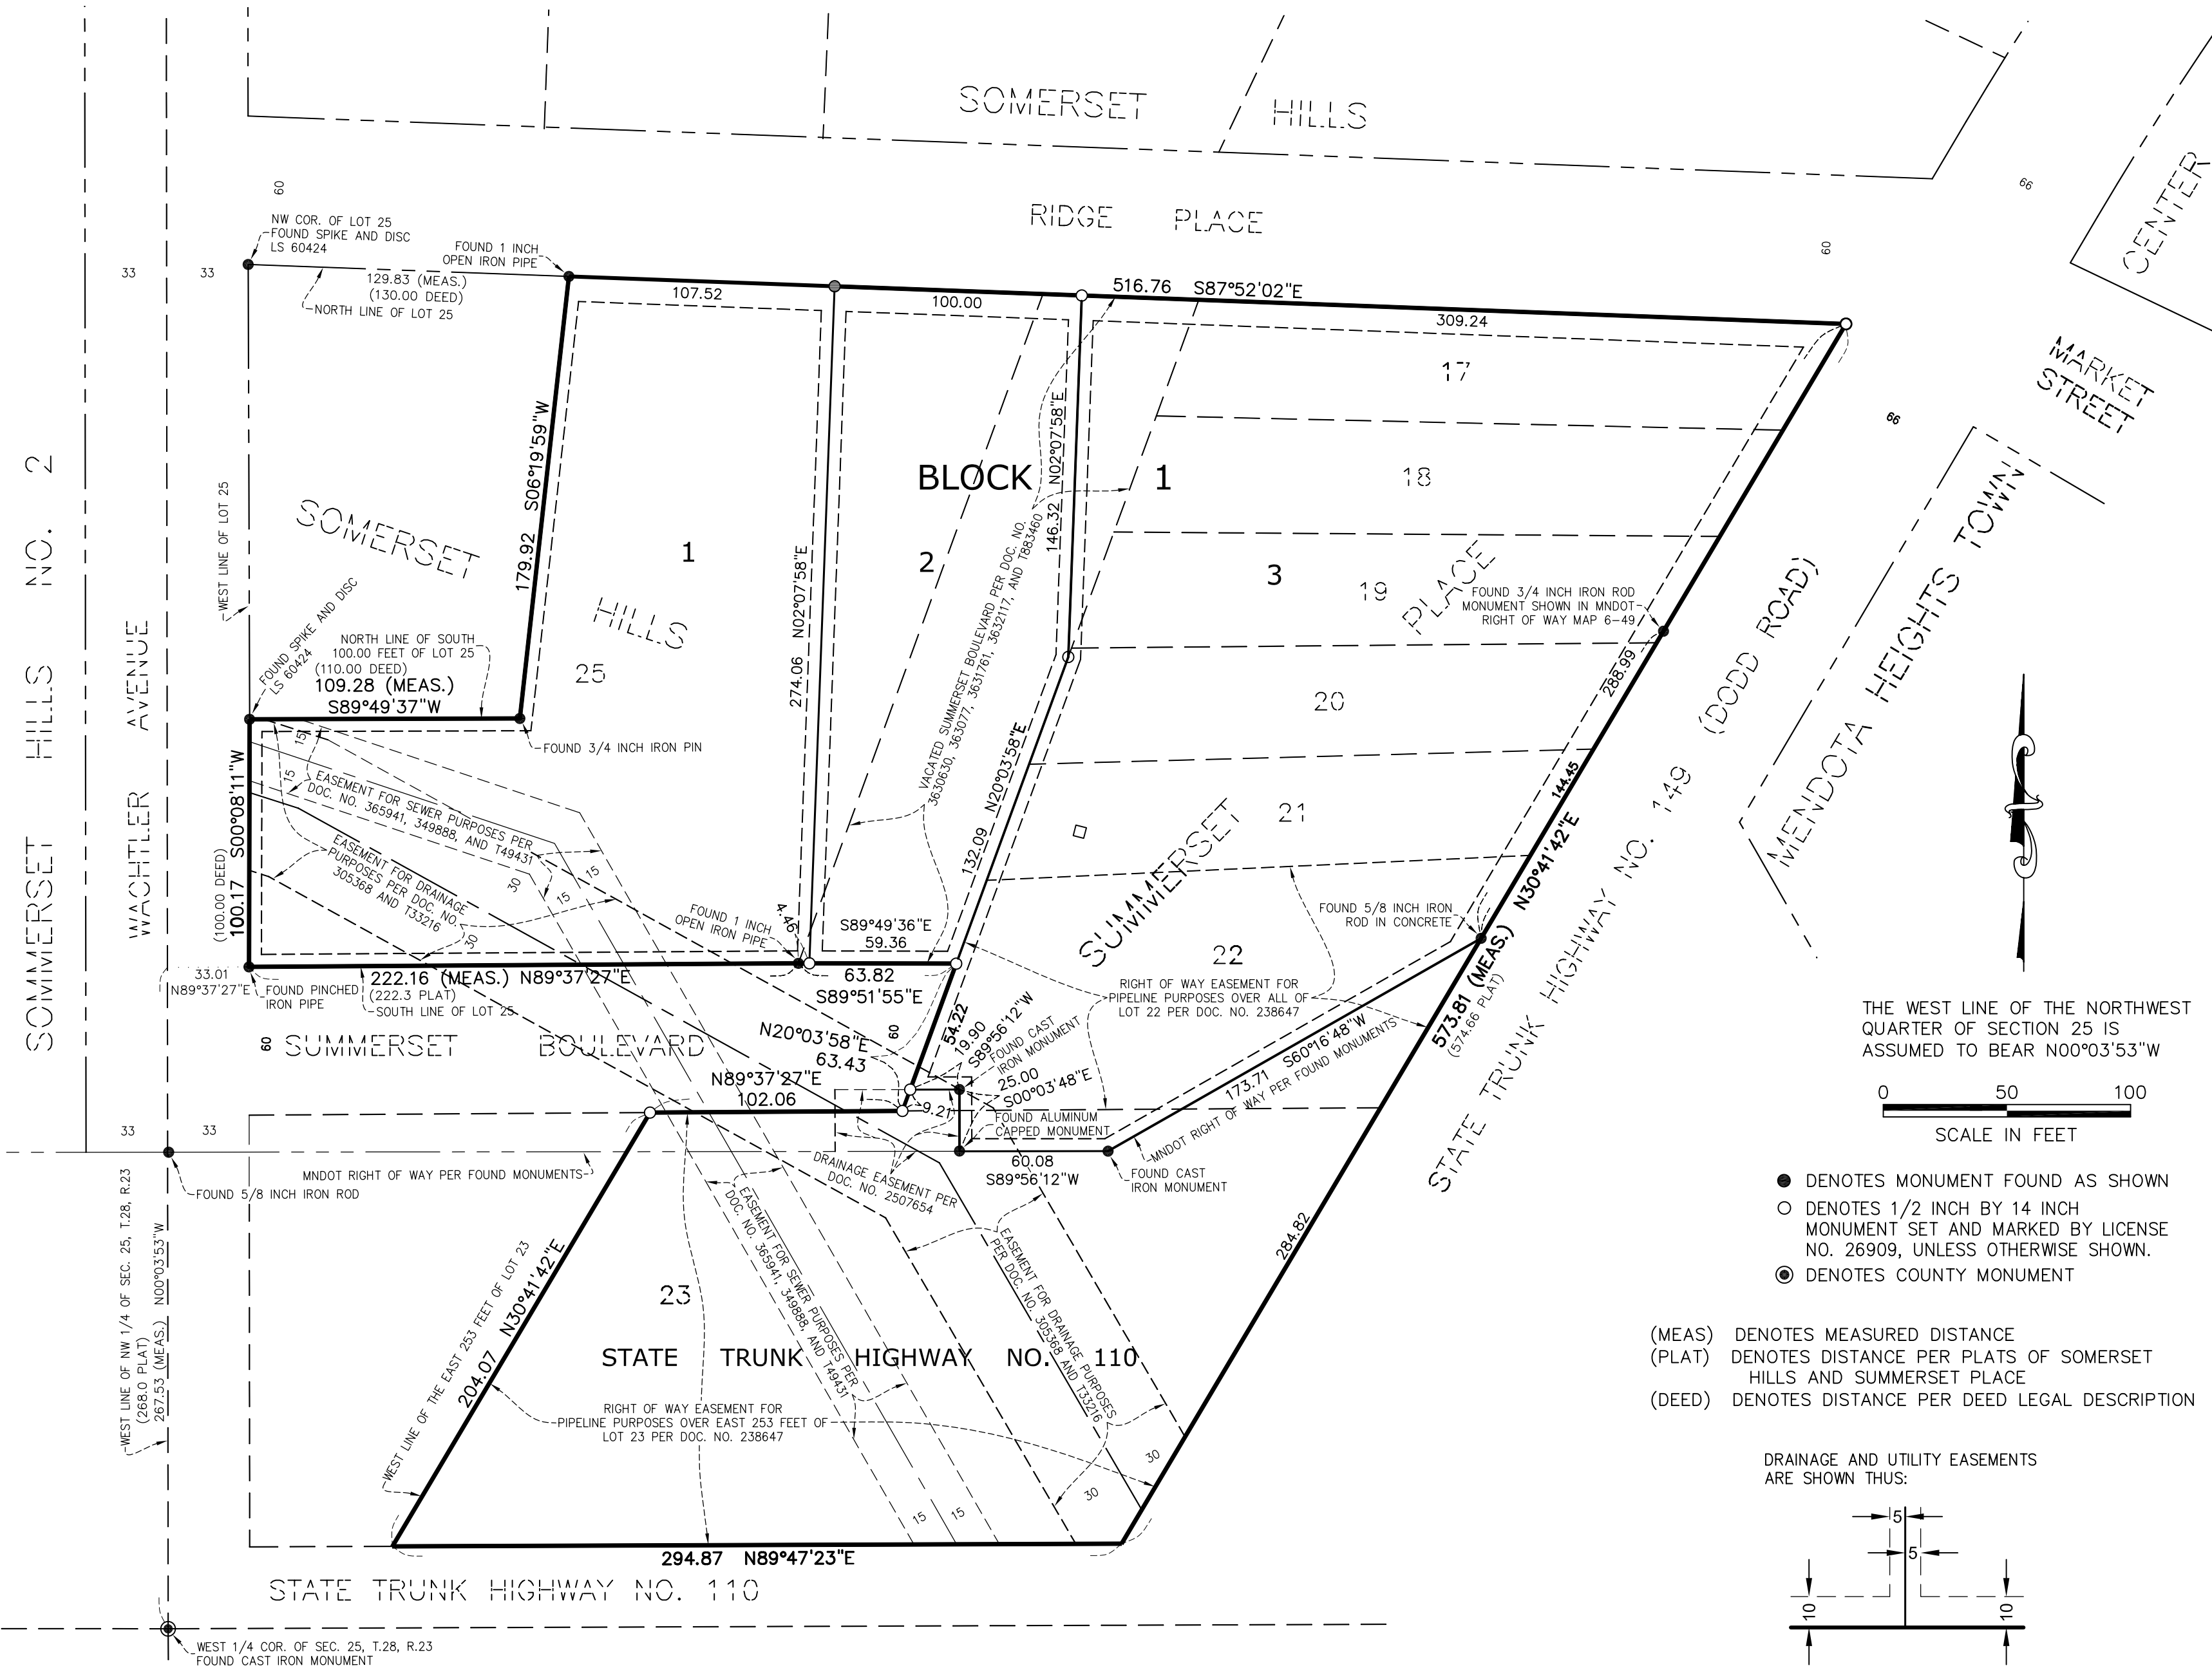 SOMERSET HILLS
CENTER
66
60
60
RIDGE PLACE
NW COR. OF LOT 25
FOUND SPIKE AND DISC
LS 60424
FOUND 1 INCH
OPEN IRON PIPE
33
33
129.83 (MEAS.)
(130.00 DEED)
NORTH LINE OF LOT 25
107.52
100.00
516.76 S87°52'02"E
309.24
MARKET
STREET
66
17
18
19
20
21
22
BLOCK 1
1
2
3
SOMERSET
HILLS
25
SUMMERSET
PLACE
S06°19'59"W
179.92
N02°07'58"E
274.06
N02°07'58"E
146.32
N20°03'58"E
132.09
VACATED SUMMERSET BOULEVARD PER DOC. NO.
3630630, 363077, 3631761, 3632117, AND T883460
WEST LINE OF LOT 25
FOUND SPIKE AND DISC
LS 60424
NORTH LINE OF SOUTH
100.00 FEET OF LOT 25
(110.00 DEED)
109.28 (MEAS.)
S89°49'37"W
FOUND 3/4 INCH IRON PIN
FOUND 3/4 INCH IRON ROD
MONUMENT SHOWN IN MNDOT
RIGHT OF WAY MAP 6-49
288.99
144.45
N30°41'42"E
573.81 (MEAS.)
(574.66 PLAT)
284.82
STATE TRUNK HIGHWAY NO. 149 (DODD ROAD)
MENDOTA HEIGHTS TOWN
SOMMERSET HILLS NO. 2
WACHTLER AVENUE
S00°08'11"W
100.17
(100.00 DEED)
15
15
EASEMENT FOR SEWER PURPOSES PER
DOC. NO. 365941, 349888, AND T49431
EASEMENT FOR DRAINAGE
PURPOSES PER DOC. NO.
305368 AND T33216
30
30
15
15
15
FOUND 1 INCH
OPEN IRON PIPE
4.46
S89°49'36"E
59.36
63.82
S89°51'55"E
FOUND 5/8 INCH IRON
ROD IN CONCRETE
33.01
N89°37'27"E
FOUND PINCHED
IRON PIPE
222.16 (MEAS.) N89°37'27"E
(222.3 PLAT)
SOUTH LINE OF LOT 25
RIGHT OF WAY EASEMENT FOR
PIPELINE PURPOSES OVER ALL OF
LOT 22 PER DOC. NO. 238647
60
SUMMERSET BOULEVARD
60
N20°03'58"E
63.43
54.22
19.90
S89°56'12"W
FOUND CAST
IRON MONUMENT
25.00
S00°03'48"E
N89°37'27"E
102.06
9.21
FOUND ALUMINUM
CAPPED MONUMENT
173.71 S60°16'48"W
MNDOT RIGHT OF WAY PER FOUND MONUMENTS
33
33
FOUND 5/8 INCH IRON ROD
MNDOT RIGHT OF WAY PER FOUND MONUMENTS
DRAINAGE EASEMENT PER
DOC. NO. 2507654
60.08
S89°56'12"W
FOUND CAST
IRON MONUMENT
WEST LINE OF NW 1/4 OF SEC. 25, T.28, R.23
(268.0 PLAT)
267.53 (MEAS.) N00°03'53"W
WEST LINE OF THE EAST 253 FEET OF LOT 23
204.07 N30°41'42"E
23
EASEMENT FOR SEWER PURPOSES PER
DOC. NO. 365941, 349888, AND T49431
EASEMENT FOR DRAINAGE PURPOSES
PER DOC. NO. 305368 AND T33216
STATE TRUNK HIGHWAY NO. 110
RIGHT OF WAY EASEMENT FOR
PIPELINE PURPOSES OVER EAST 253 FEET OF
LOT 23 PER DOC. NO. 238647
15
15
30
30
294.87 N89°47'23"E
STATE TRUNK HIGHWAY NO. 110
WEST 1/4 COR. OF SEC. 25, T.28, R.23
FOUND CAST IRON MONUMENT
THE WEST LINE OF THE NORTHWEST
QUARTER OF SECTION 25 IS
ASSUMED TO BEAR N00°03'53"W
0 50 100
SCALE IN FEET
DENOTES MONUMENT FOUND AS SHOWN
DENOTES 1/2 INCH BY 14 INCH
MONUMENT SET AND MARKED BY LICENSE
NO. 26909, UNLESS OTHERWISE SHOWN.
DENOTES COUNTY MONUMENT
(MEAS) DENOTES MEASURED DISTANCE
(PLAT) DENOTES DISTANCE PER PLATS OF SOMERSET
HILLS AND SUMMERSET PLACE
(DEED) DENOTES DISTANCE PER DEED LEGAL DESCRIPTION
DRAINAGE AND UTILITY EASEMENTS
ARE SHOWN THUS:
5
5
10
10